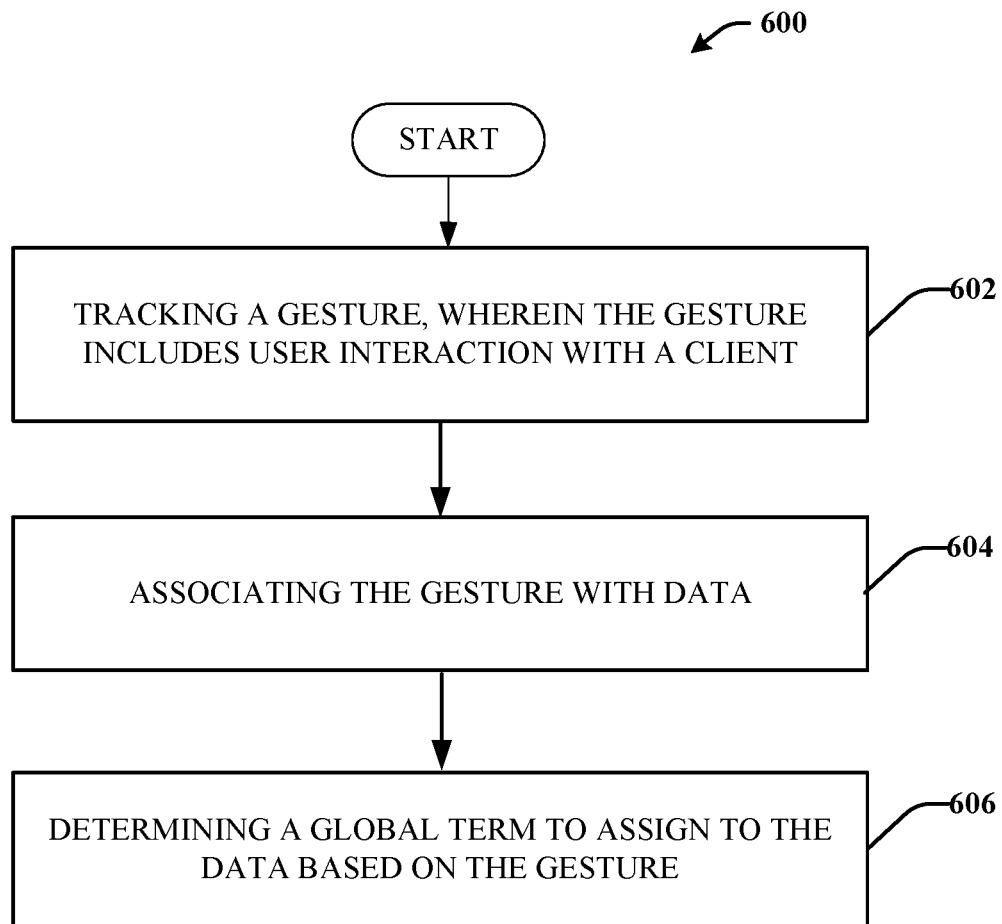 600
START
TRACKING A GESTURE, WHEREIN THE GESTURE
INCLUDES USER INTERACTION WITH A CLIENT
602
ASSOCIATING THE GESTURE WITH DATA
604
DETERMINING A GLOBAL TERM TO ASSIGN TO THE
DATA BASED ON THE GESTURE
606